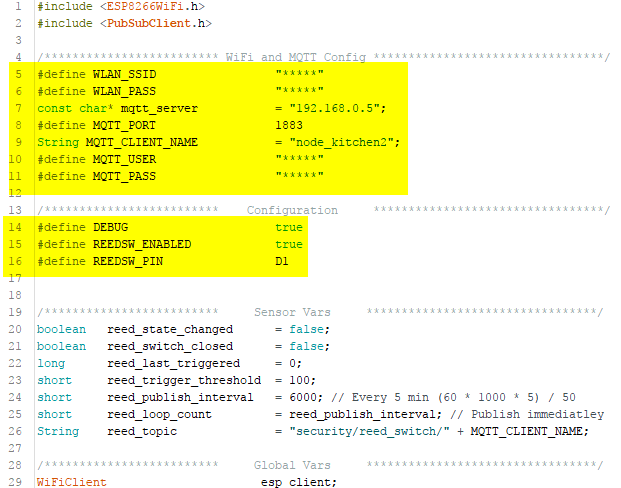 1 #include <ESP8266WiFi.h>
2 #include <PubSubClient.h>
3
4 /************************* WiFi and MQTT Config *********************************/
5 #define WLAN_SSID "*****"
6 #define WLAN_PASS "*****"
7 const char* mqtt_server = "192.168.0.5";
8 #define MQTT_PORT 1883
9 String MQTT_CLIENT_NAME = "node_kitchen2";
10 #define MQTT_USER "*****"
11 #define MQTT_PASS "*****"
12
13 /************************* Configuration *********************************/
14 #define DEBUG true
15 #define REEDSW_ENABLED true
16 #define REEDSW_PIN D1
17
18
19 /************************* Sensor Vars *********************************/
20 boolean reed_state_changed = false;
21 boolean reed_switch_closed = false;
22 long reed_last_triggered = 0;
23 short reed_trigger_threshold = 100;
24 short reed_publish_interval = 6000; // Every 5 min (60 * 1000 * 5) / 50
25 short reed_loop_count = reed_publish_interval; // Publish immediatley
26 String reed_topic = "security/reed_switch/" + MQTT_CLIENT_NAME;
27
28 /************************* Global Vars *********************************/
29 WiFiClient esp client;